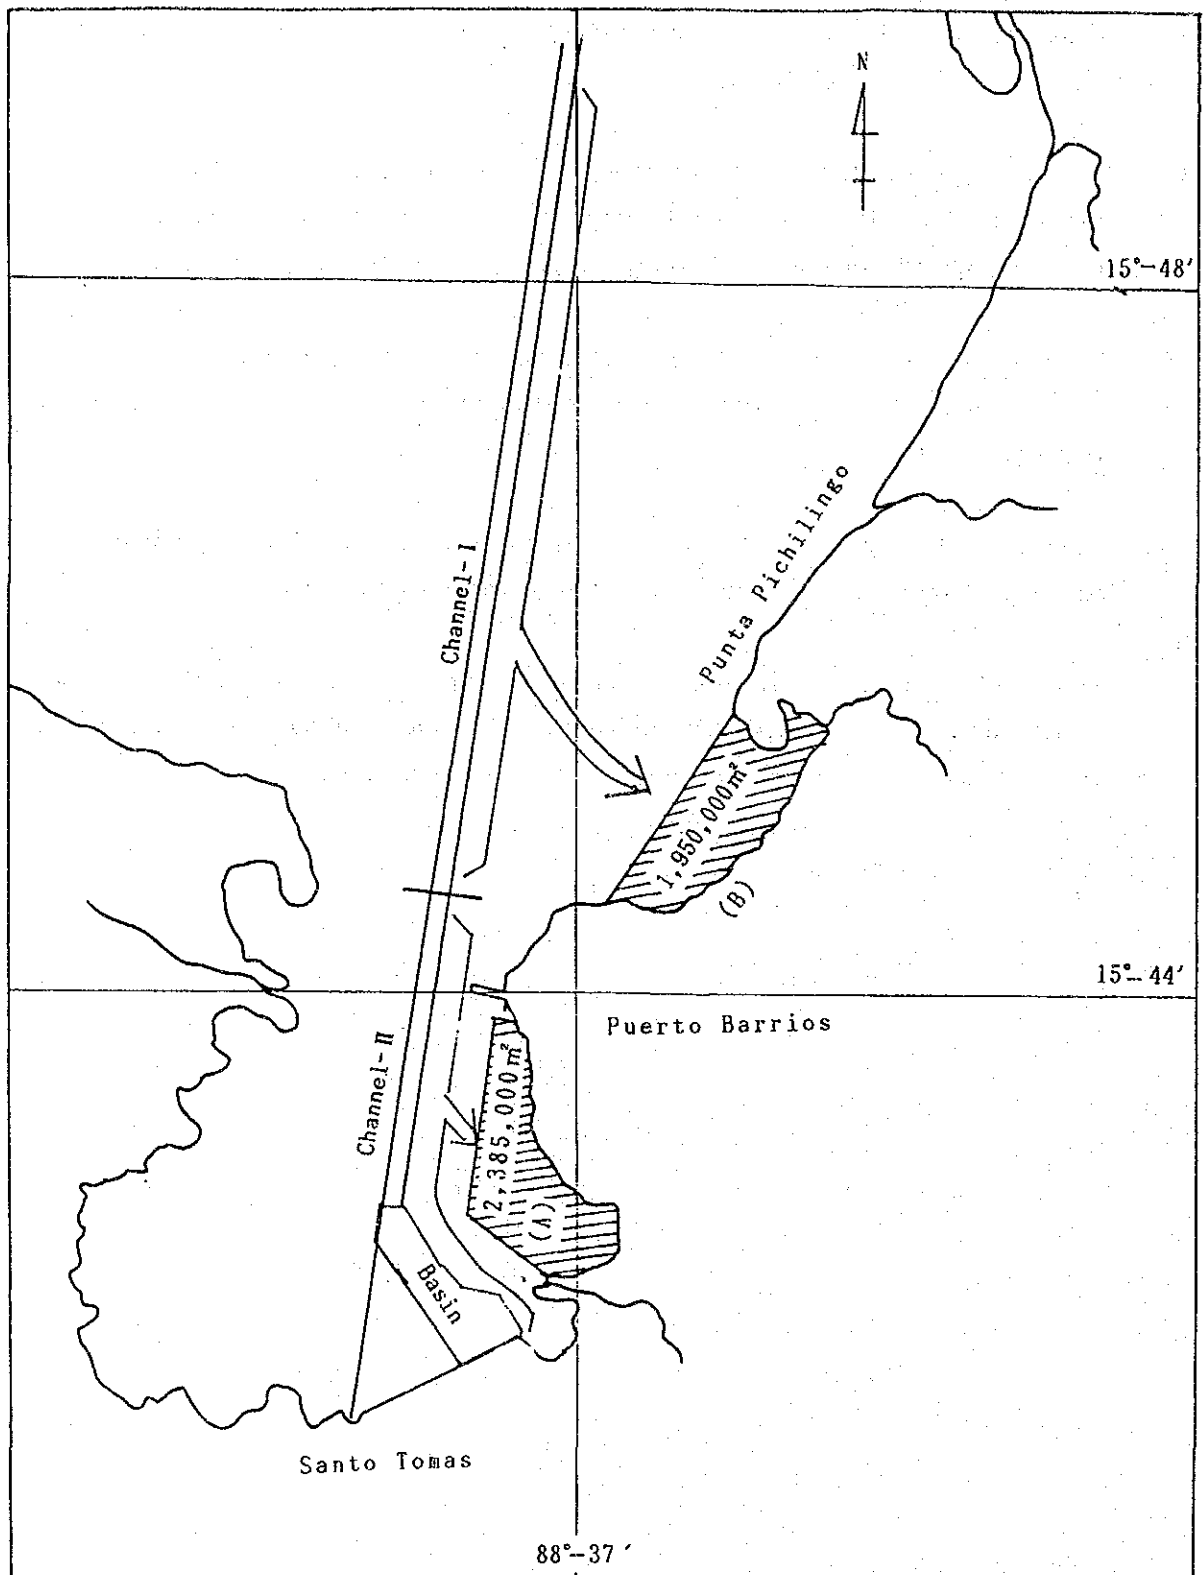 N
15°-48′
Channel-I
Punta Pichilingo
1,950,000m²
(B)
15°-44′
Puerto Barrios
Channel-II
2,385,000m²
(A)
Basin
Santo Tomas
88°-37′